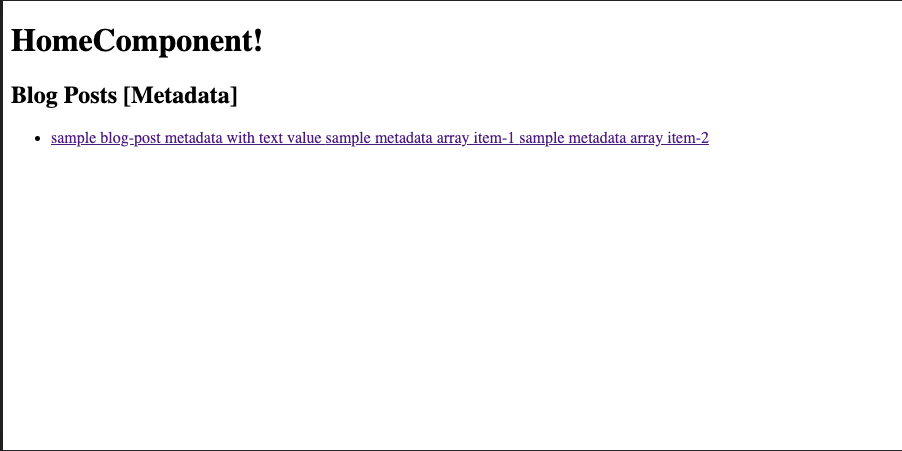 HomeComponent!
Blog Posts [Metadata]
sample blog-post metadata with text value sample metadata array item-1 sample metadata array item-2